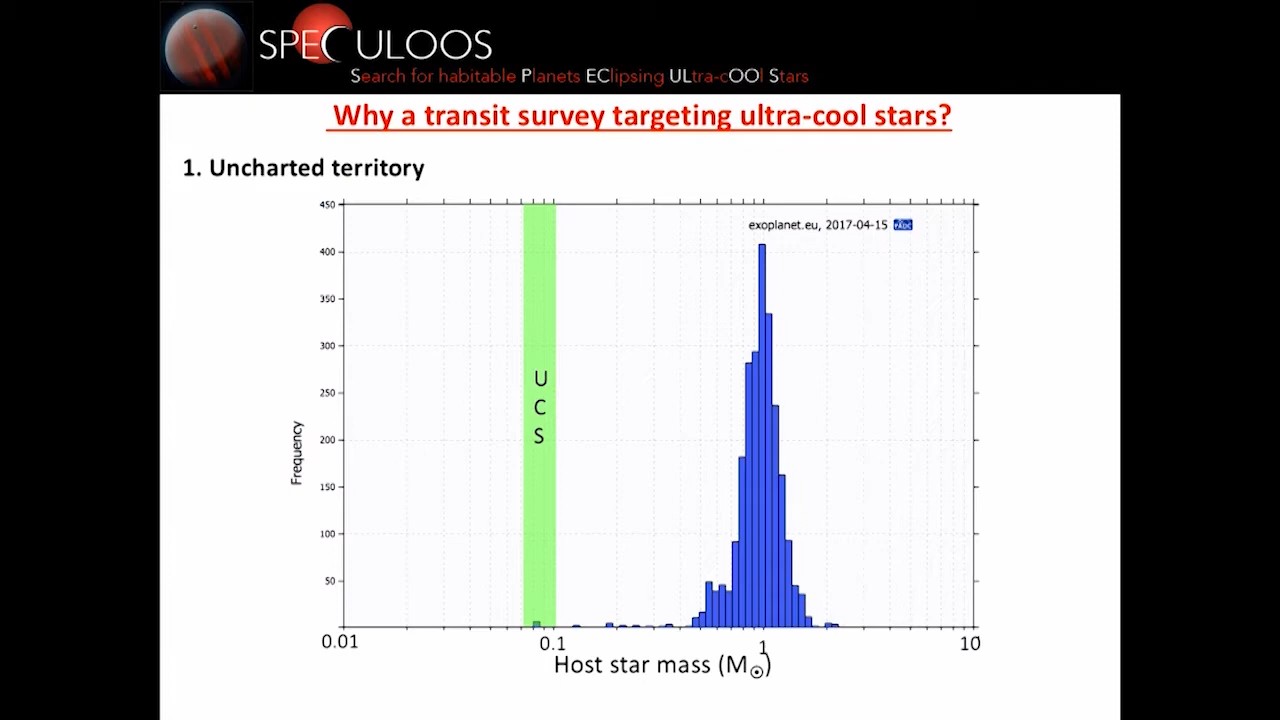 SPECULOOS
Search for habitable Planets EClipsing ULtra-cOOl Stars
Why a transit survey targeting ultra-cool stars?
1. Uncharted territory
450
400
350
300
250
200
150
100
50
Frequency
exoplanet.eu, 2017-04-15
U
C
S
0.01
0.1
1
10
Host star mass (M☉)